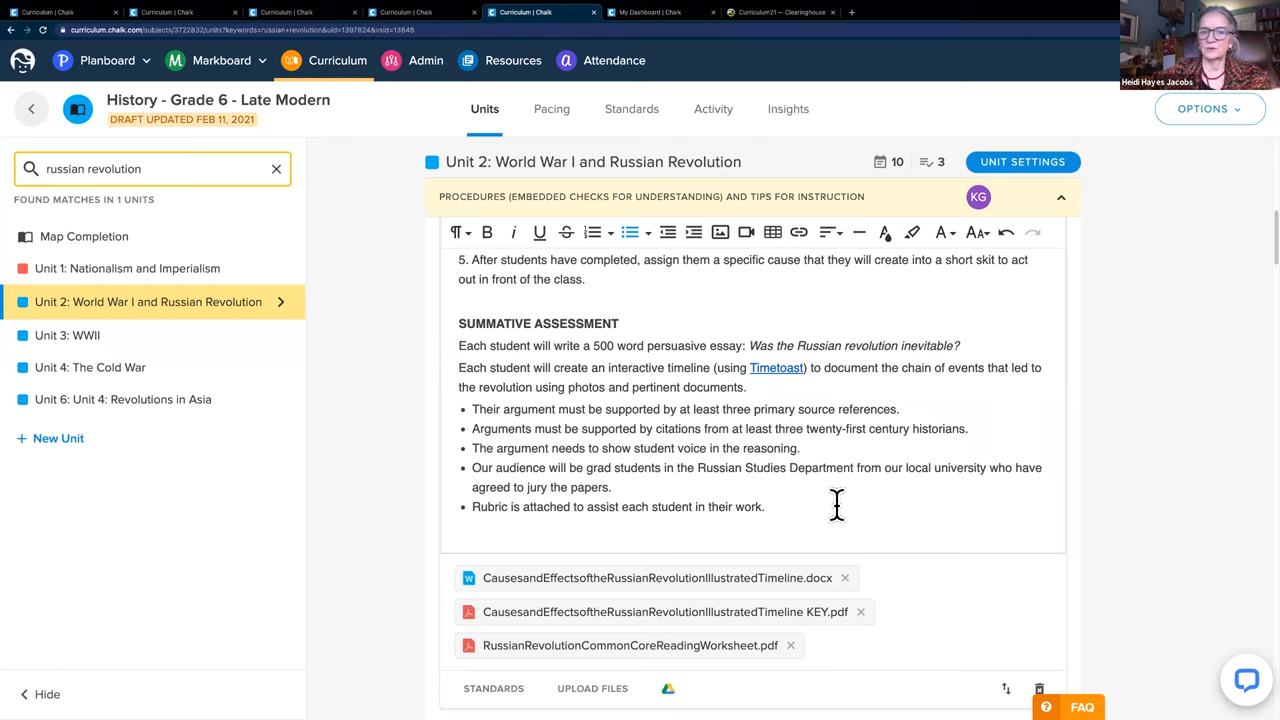 Curriculum | Chalk
Curriculum | Chalk
Curriculum | Chalk
Curriculum | Chalk
Curriculum | Chalk
My Dashboard | Chalk
Curriculum21 — Clearinghouse
curriculum.chalk.com/subjects/3722832/units?keywords=russian+revolution&uid=1397824&vsid=13645
Heidi Hayes Jacobs
Planboard
Markboard
Curriculum
Admin
Resources
Attendance
History - Grade 6 - Late Modern
DRAFT UPDATED FEB 11, 2021
Units
Pacing
Standards
Activity
Insights
OPTIONS
russian revolution
FOUND MATCHES IN 1 UNITS
Map Completion
Unit 1: Nationalism and Imperialism
Unit 2: World War I and Russian Revolution
Unit 3: WWII
Unit 4: The Cold War
Unit 6: Unit 4: Revolutions in Asia
+ New Unit
Hide
Unit 2: World War I and Russian Revolution
10
3
UNIT SETTINGS
PROCEDURES (EMBEDDED CHECKS FOR UNDERSTANDING) AND TIPS FOR INSTRUCTION
KG
5. After students have completed, assign them a specific cause that they will create into a short skit to act
out in front of the class.
SUMMATIVE ASSESSMENT
Each student will write a 500 word persuasive essay: Was the Russian revolution inevitable?
Each student will create an interactive timeline (using Timetoast) to document the chain of events that led to
the revolution using photos and pertinent documents.
• Their argument must be supported by at least three primary source references.
• Arguments must be supported by citations from at least three twenty-first century historians.
• The argument needs to show student voice in the reasoning.
• Our audience will be grad students in the Russian Studies Department from our local university who have
agreed to jury the papers.
• Rubric is attached to assist each student in their work.
CausesandEffectsoftheRussianRevolutionIllustratedTimeline.docx
CausesandEffectsoftheRussianRevolutionIllustratedTimeline KEY.pdf
RussianRevolutionCommonCoreReadingWorksheet.pdf
STANDARDS
UPLOAD FILES
FAQ